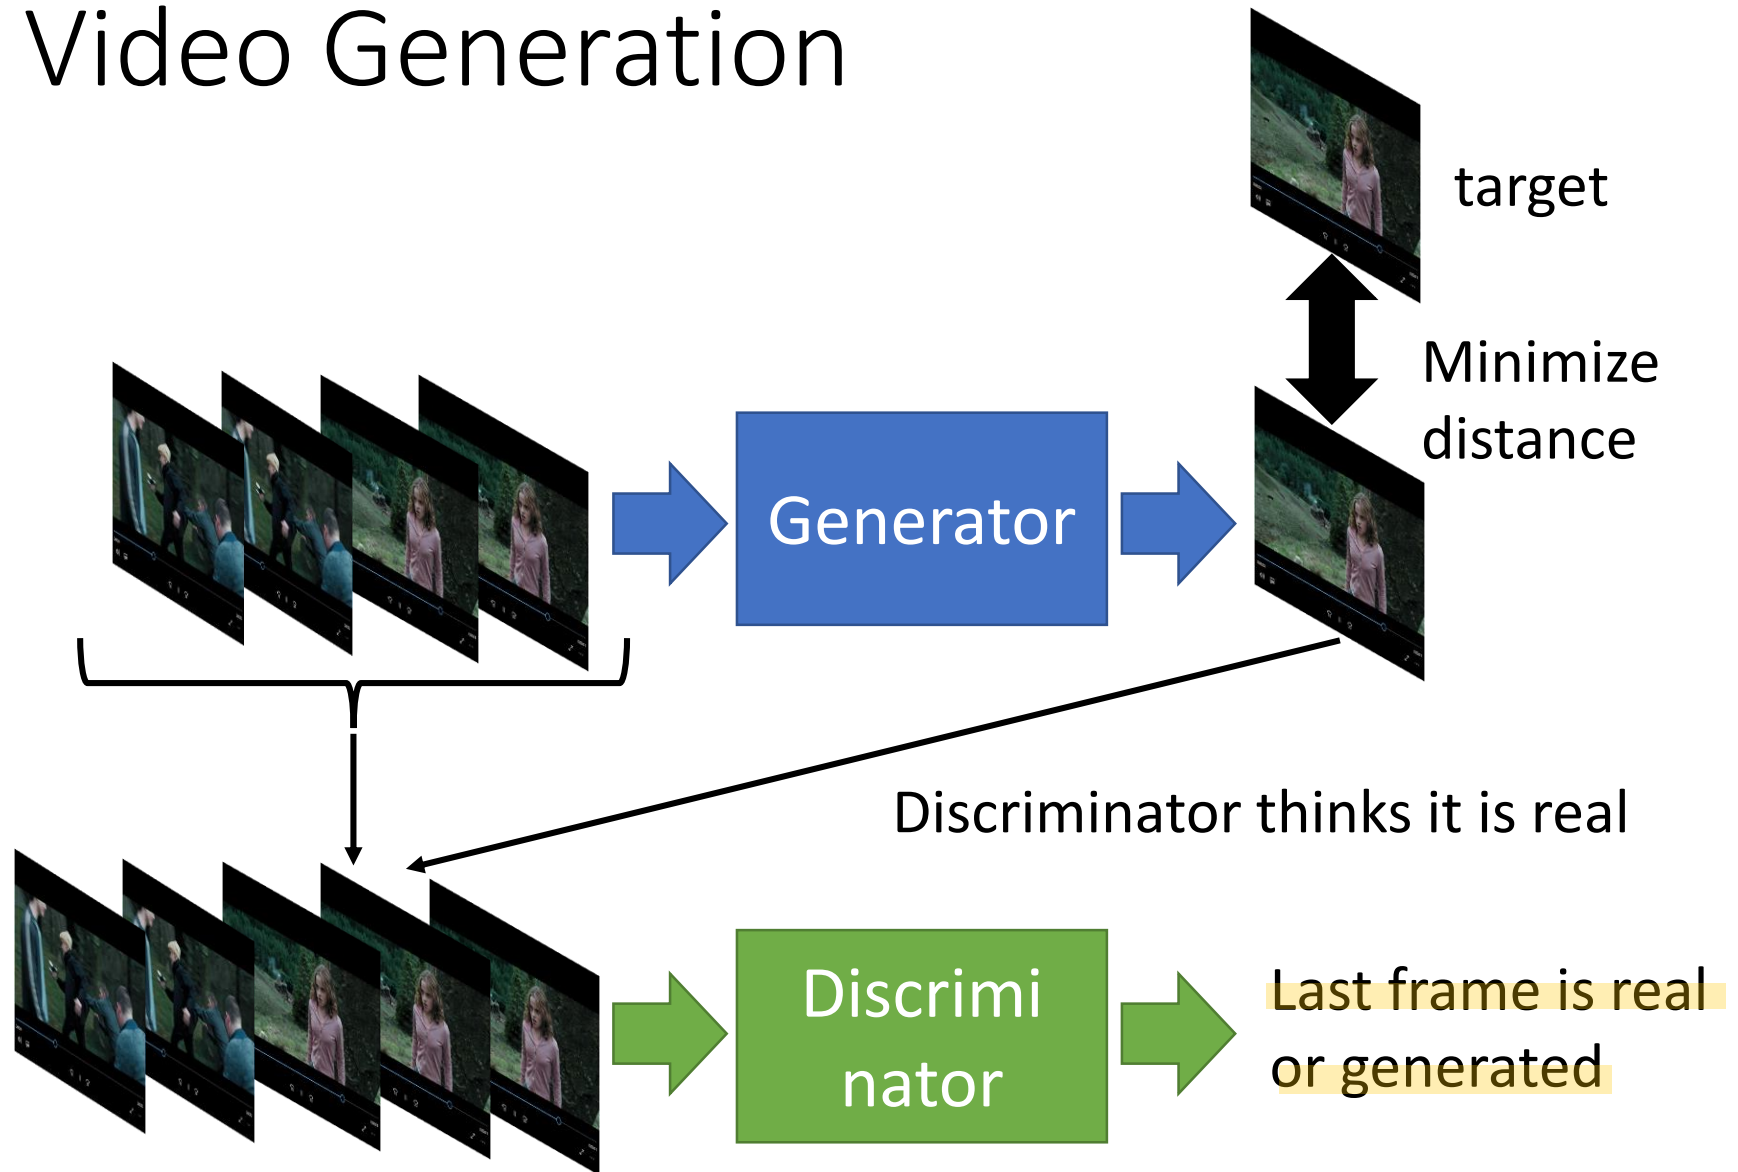 Video Generation
target
Minimize
distance
Generator
Discriminator thinks it is real
Discrimi
nator
Last frame is real
or generated